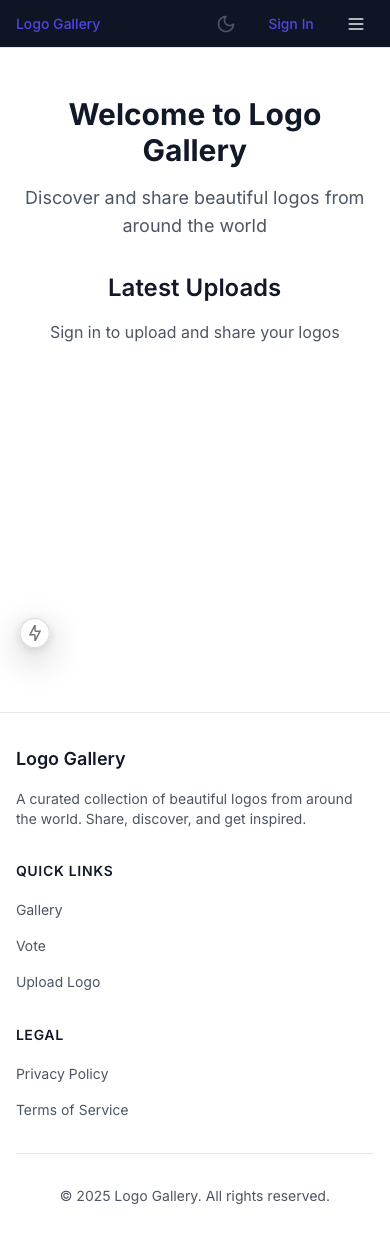 Logo Gallery
Sign In
Welcome to Logo
Gallery
Discover and share beautiful logos from
around the world
Latest Uploads
Sign in to upload and share your logos
Logo Gallery
A curated collection of beautiful logos from around
the world. Share, discover, and get inspired.
QUICK LINKS
Gallery
Vote
Upload Logo
LEGAL
Privacy Policy
Terms of Service
© 2025 Logo Gallery. All rights reserved.